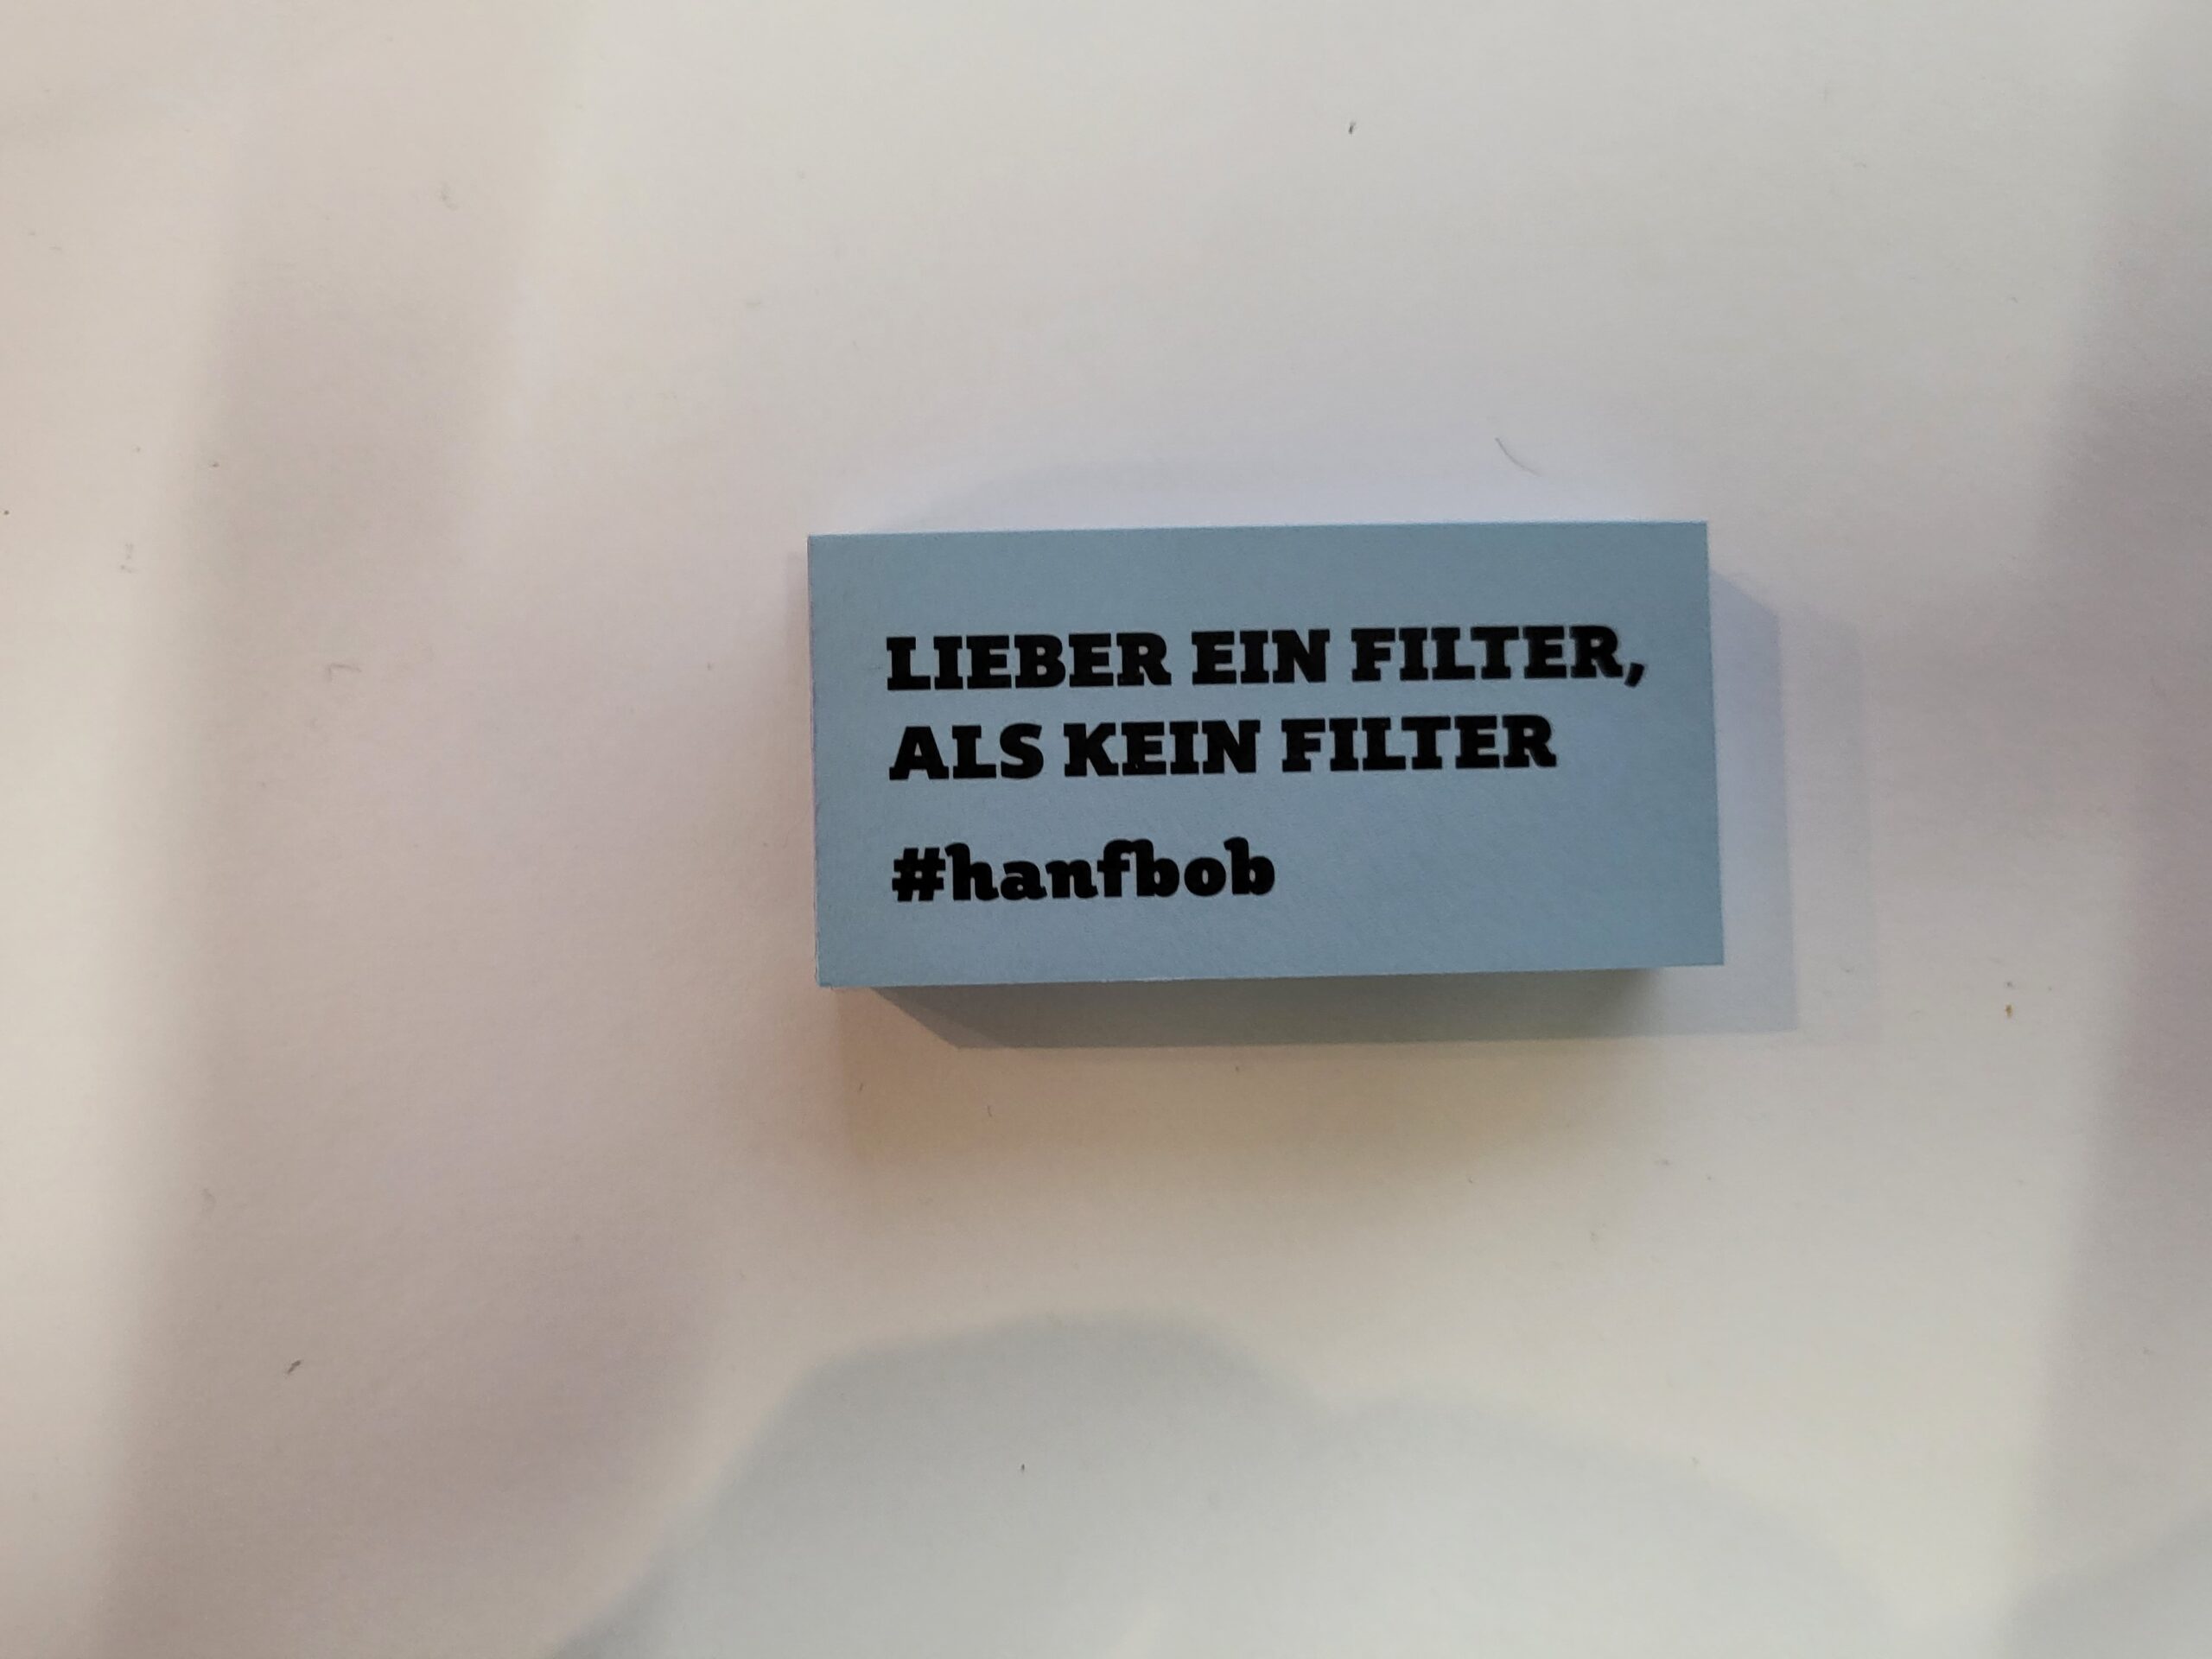 LIEBER EIN FILTER,
ALS KEIN FILTER
#hanfbob